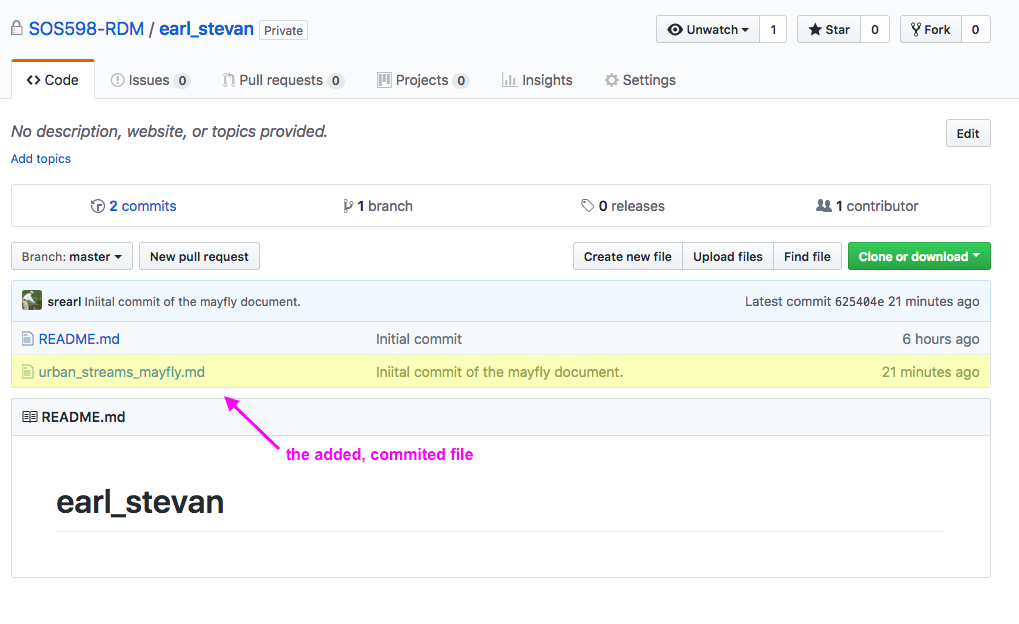 SOS598-RDM / earl_stevan Private Unwatch 1 Star 0 Fork 0
Code Issues 0 Pull requests 0 Projects 0 Insights Settings
No description, website, or topics provided. Edit
Add topics
2 commits 1 branch 0 releases 1 contributor
Branch: master New pull request Create new file Upload files Find file Clone or download
srearl Iniital commit of the mayfly document. Latest commit 625404e 21 minutes ago
README.md Initial commit 6 hours ago
urban_streams_mayfly.md Iniital commit of the mayfly document. 21 minutes ago
README.md
the added, commited file
earl_stevan